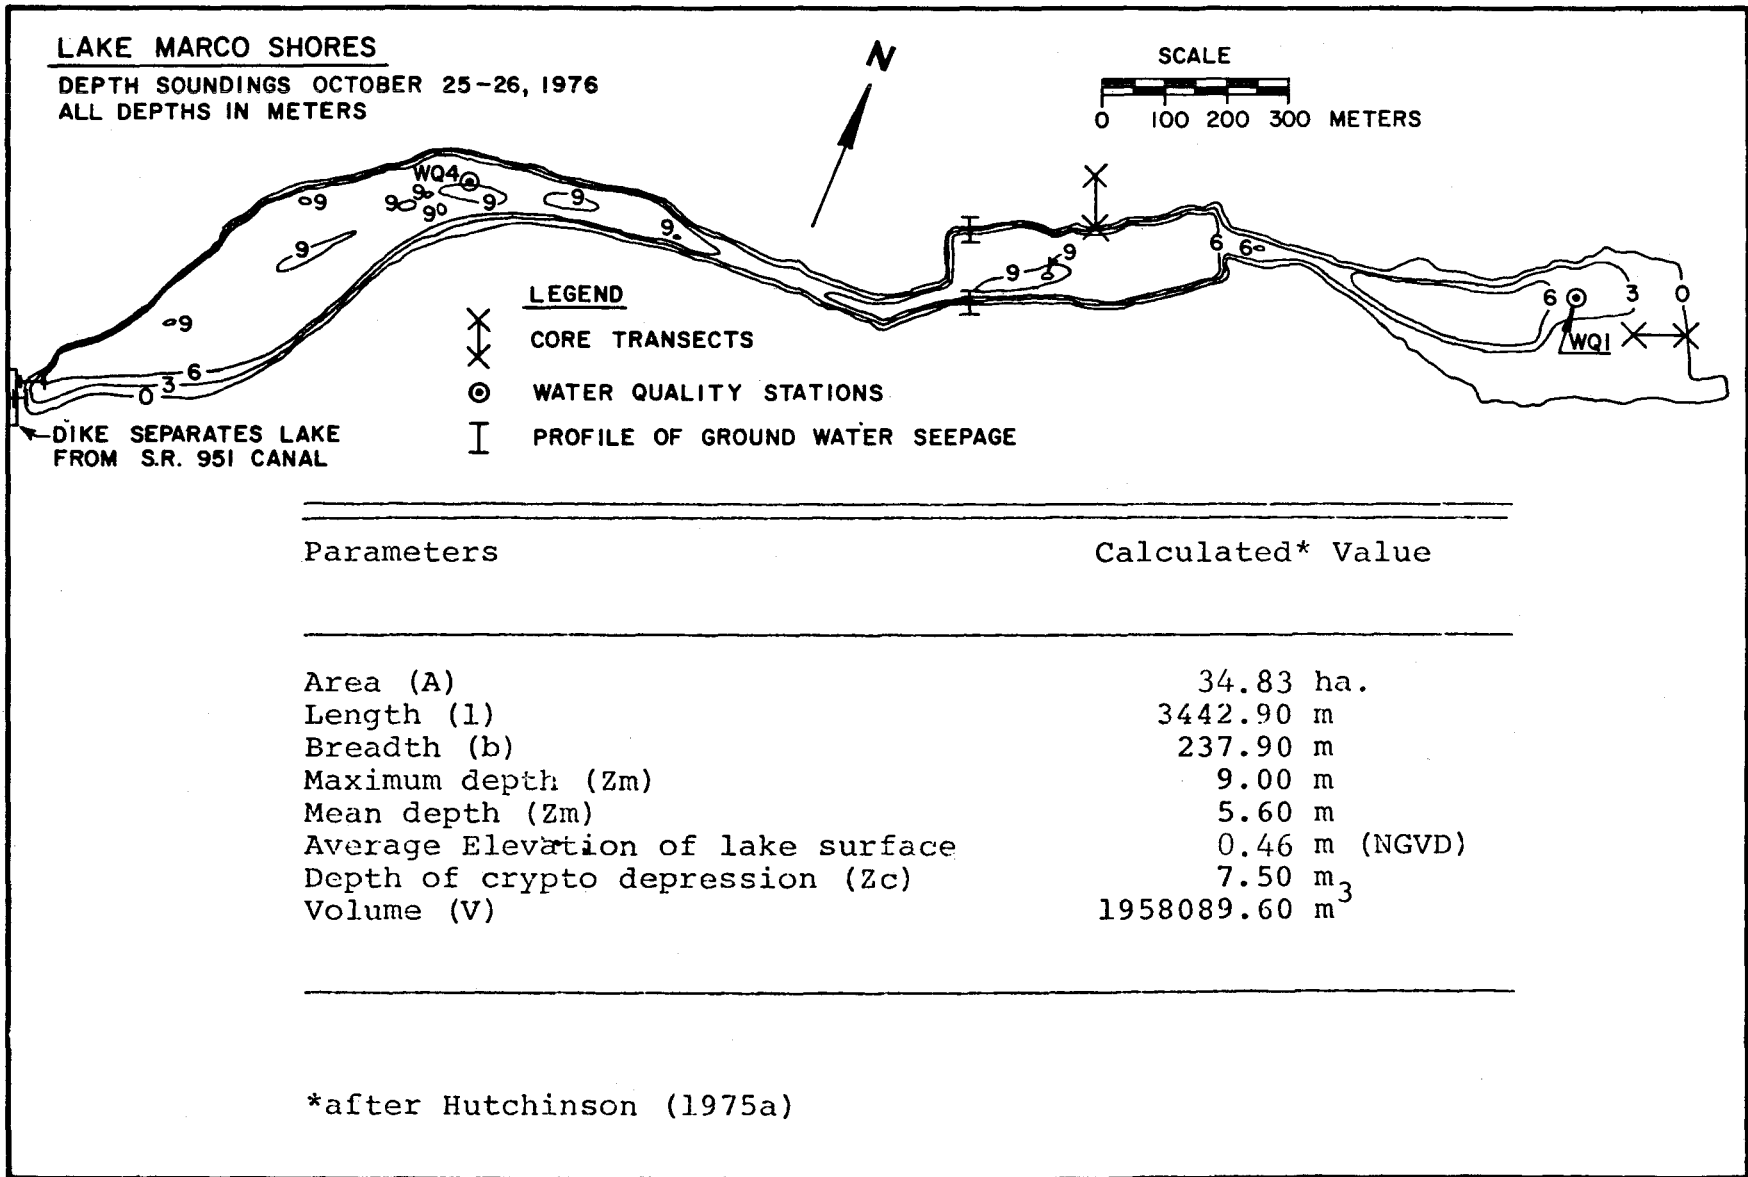 LAKE MARCO SHORES
DEPTH SOUNDINGS OCTOBER 25-26, 1976
ALL DEPTHS IN METERS
N
SCALE
0 100 200 300 METERS
WQ4
9
9
9
9
9
9
9
9
9
9
9
6
6
6
3
0
WQ1
6
3
0
LEGEND
CORE TRANSECTS
WATER QUALITY STATIONS
PROFILE OF GROUND WATER SEEPAGE
DIKE SEPARATES LAKE
FROM S.R. 951 CANAL
Parameters Calculated* Value
Area (A) 34.83 ha.
Length (l) 3442.90 m
Breadth (b) 237.90 m
Maximum depth (Zm) 9.00 m
Mean depth (Zm) 5.60 m
Average Elevation of lake surface 0.46 m (NGVD)
Depth of crypto depression (Zc) 7.50 m
Volume (V) 1958089.60 m3
*after Hutchinson (1975a)